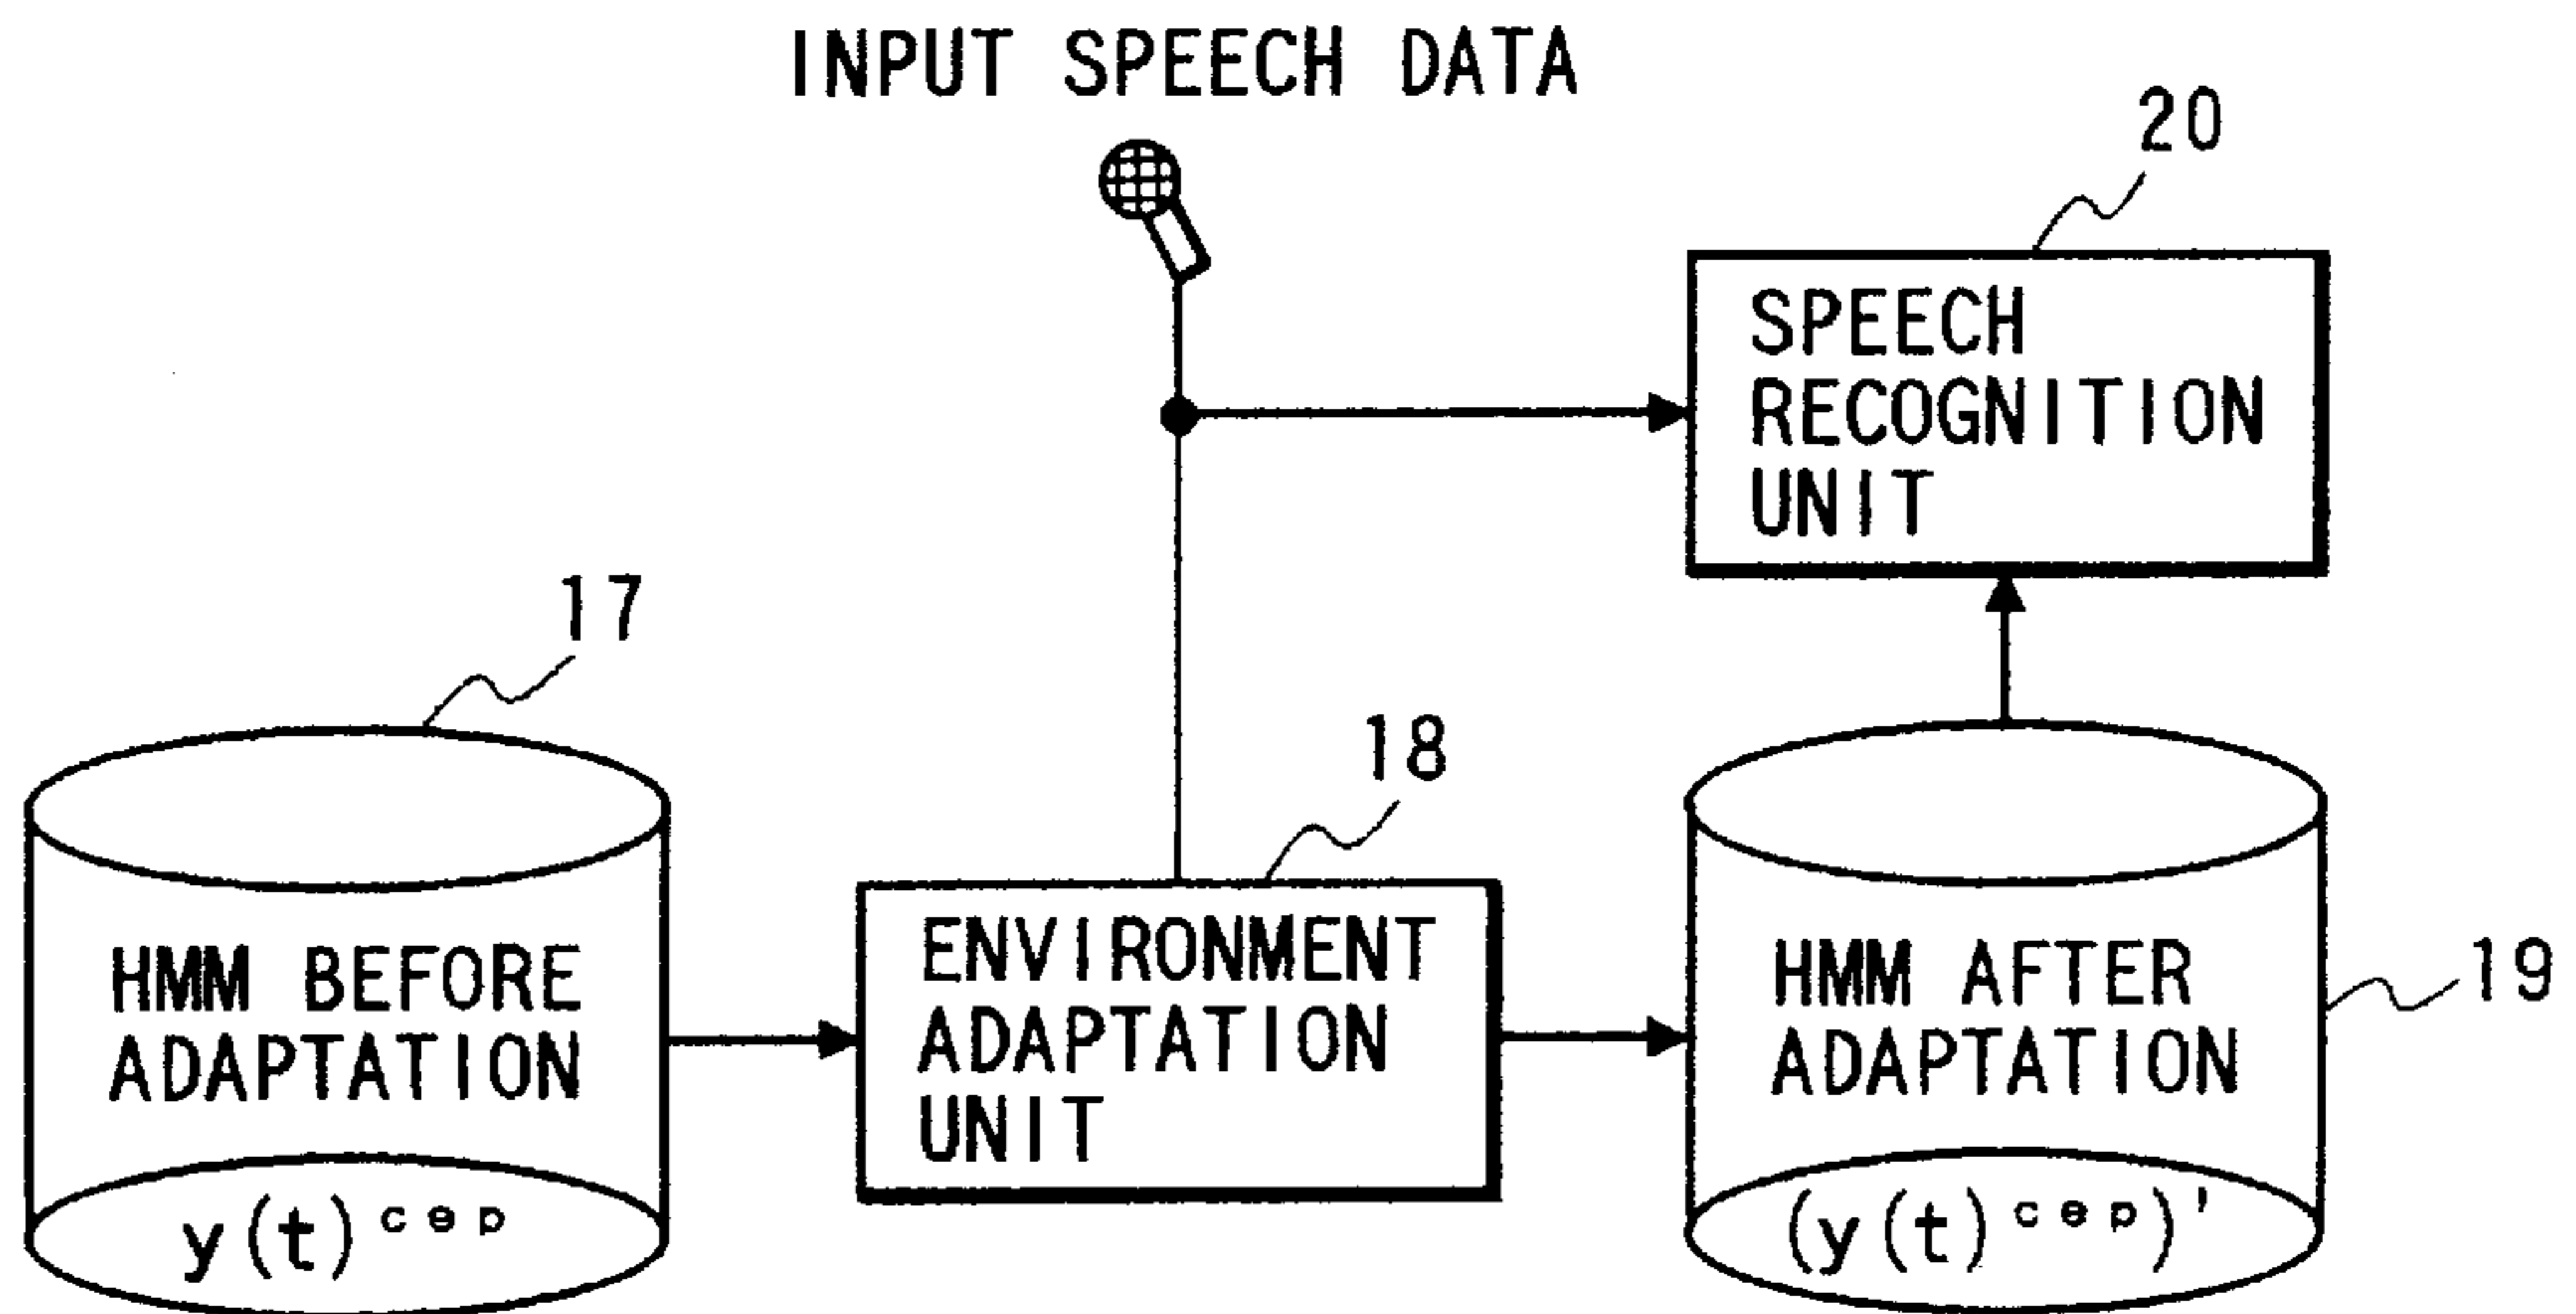 INPUT SPEECH DATA
20
SPEECH
RECOGNITION
UNIT
17
18
HMM BEFORE
ADAPTATION
y(t)^cep
ENVIRONMENT
ADAPTATION
UNIT
HMM AFTER
ADAPTATION
(y(t)^cep)'
19